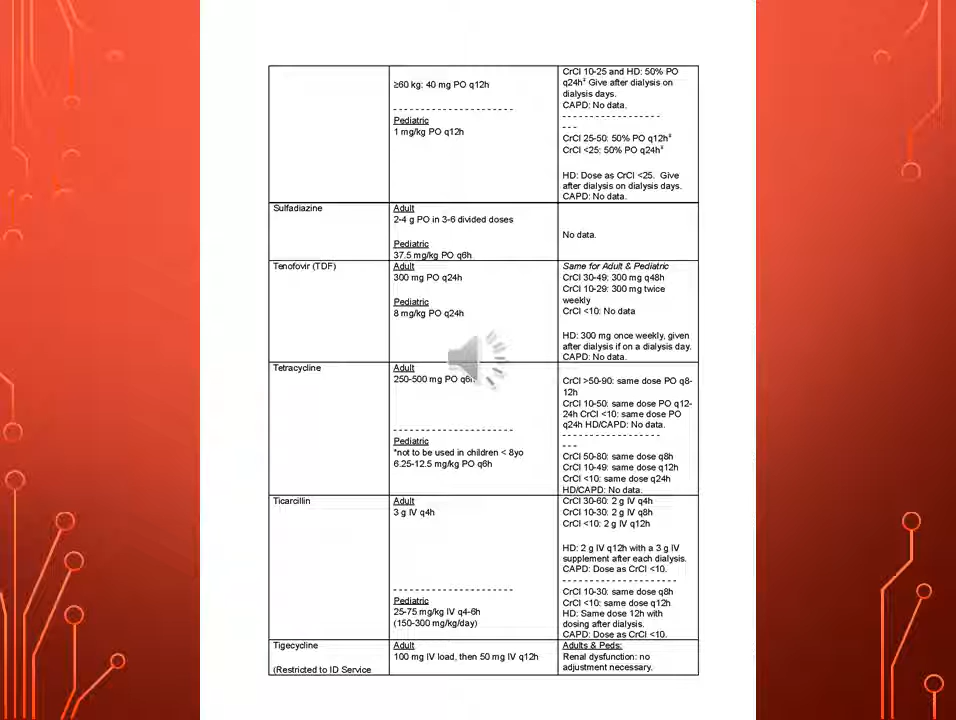 ≥60 kg: 40 mg PO q12h
- - - - - - - - - - - - - - - - - - - - - -
Pediatric
1 mg/kg PO q12h
CrCl 10-25 and HD: 50% PO
q24h² Give after dialysis on
dialysis days.
CAPD: No data.
- - - - - - - - - - - - - - - - - -
- - -
CrCl 25-50: 50% PO q12h²
CrCl <25: 50% PO q24h²
HD: Dose as CrCl <25. Give
after dialysis on dialysis days.
CAPD: No data.
Sulfadiazine
Adult
2-4 g PO in 3-6 divided doses
Pediatric
37.5 mg/kg PO q6h
No data.
Tenofovir (TDF)
Adult
300 mg PO q24h
Pediatric
8 mg/kg PO q24h
Same for Adult & Pediatric
CrCl 30-49: 300 mg q48h
CrCl 10-29: 300 mg twice
weekly
CrCl <10: No data
HD: 300 mg once weekly, given
after dialysis if on a dialysis day.
CAPD: No data.
Tetracycline
Adult
250-500 mg PO q6h
- - - - - - - - - - - - - - - - - - - - - -
Pediatric
*not to be used in children < 8yo
6.25-12.5 mg/kg PO q6h
CrCl >50-90: same dose PO q8-
12h
CrCl 10-50: same dose PO q12-
24h CrCl <10: same dose PO
q24h HD/CAPD: No data.
- - - - - - - - - - - - - - - - - -
- - -
CrCl 50-80: same dose q8h
CrCl 10-49: same dose q12h
CrCl <10: same dose q24h
HD/CAPD: No data.
Ticarcillin
Adult
3 g IV q4h
- - - - - - - - - - - - - - - - - - - - - -
Pediatric
25-75 mg/kg IV q4-6h
(150-300 mg/kg/day)
CrCl 30-60: 2 g IV q4h
CrCl 10-30: 2 g IV q8h
CrCl <10: 2 g IV q12h
HD: 2 g IV q12h with a 3 g IV
supplement after each dialysis.
CAPD: Dose as CrCl <10.
- - - - - - - - - - - - - - - - - - - - -
CrCl 10-30: same dose q8h
CrCl <10: same dose q12h
HD: Same dose 12h with
dosing after dialysis.
CAPD: Dose as CrCl <10.
Tigecycline
(Restricted to ID Service
Adult
100 mg IV load, then 50 mg IV q12h
Adults & Peds:
Renal dysfunction: no
adjustment necessary.